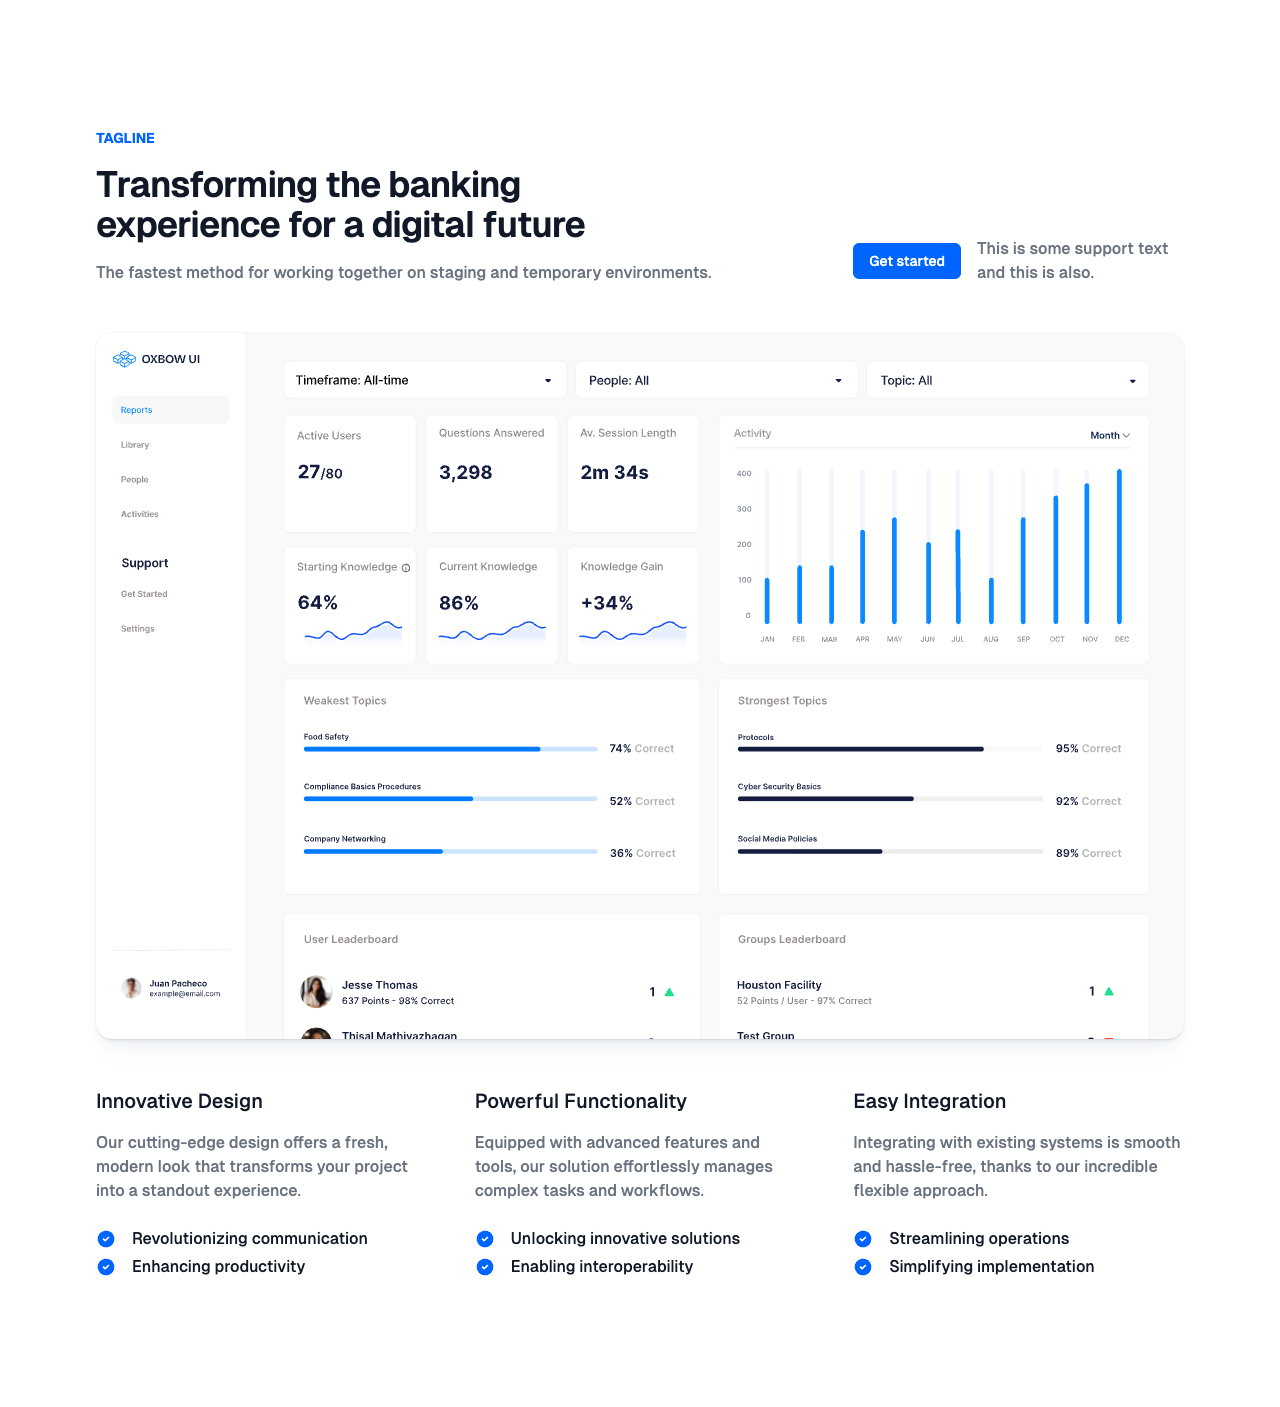 TAGLINE
Transforming the banking
experience for a digital future
The fastest method for working together on staging and temporary environments.
Get started
This is some support text
and this is also.
OXBOW UI
Reports
Library
People
Activities
Support
Get Started
Settings
Juan Pacheco
example@email.com
Timeframe: All-time
People: All
Topic: All
Active Users
27/80
Questions Answered
3,298
Av. Session Length
2m 34s
Starting Knowledge
64%
Current Knowledge
86%
Knowledge Gain
+34%
Activity
Month
400
300
200
100
0
JAN FEB MAR APR MAY JUN JUL AUG SEP OCT NOV DEC
Weakest Topics
Food Safety
74% Correct
Compliance Basics Procedures
52% Correct
Company Networking
36% Correct
Strongest Topics
Protocols
95% Correct
Cyber Security Basics
92% Correct
Social Media Policies
89% Correct
User Leaderboard
Jesse Thomas
637 Points - 98% Correct
1
Thisal Mathiyazhagan
Groups Leaderboard
Houston Facility
52 Points / User - 97% Correct
1
Test Group
Innovative Design
Our cutting-edge design offers a fresh,
modern look that transforms your project
into a standout experience.
Revolutionizing communication
Enhancing productivity
Powerful Functionality
Equipped with advanced features and
tools, our solution effortlessly manages
complex tasks and workflows.
Unlocking innovative solutions
Enabling interoperability
Easy Integration
Integrating with existing systems is smooth
and hassle-free, thanks to our incredible
flexible approach.
Streamlining operations
Simplifying implementation